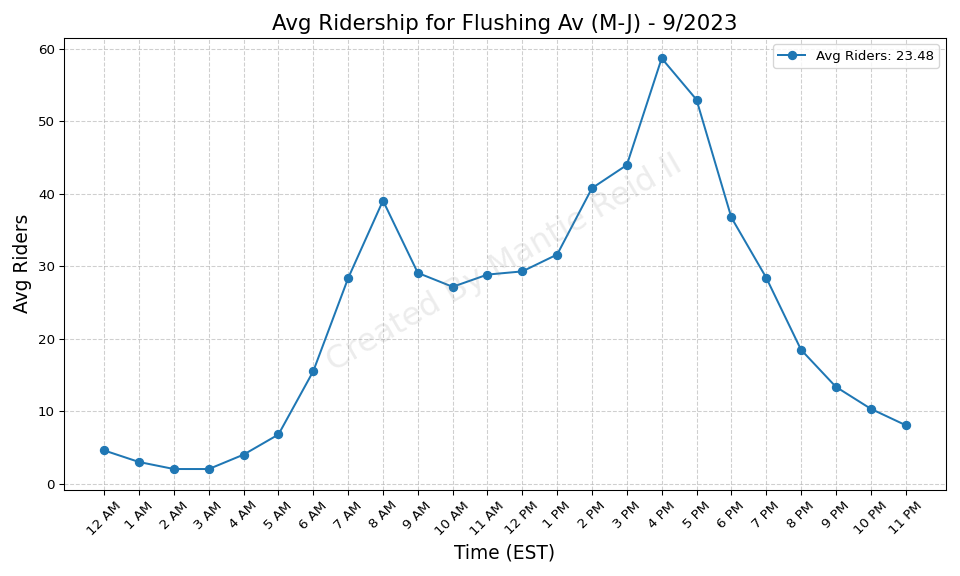 Avg Ridership for Flushing Av (M-J) - 9/2023
Avg Riders: 23.48
60
50
40
30
20
10
0
Avg Riders
Created By Mantic Reid II
12 AM 1 AM 2 AM 3 AM 4 AM 5 AM 6 AM 7 AM 8 AM 9 AM 10 AM 11 AM 12 PM 1 PM 2 PM 3 PM 4 PM 5 PM 6 PM 7 PM 8 PM 9 PM 10 PM 11 PM
Time (EST)